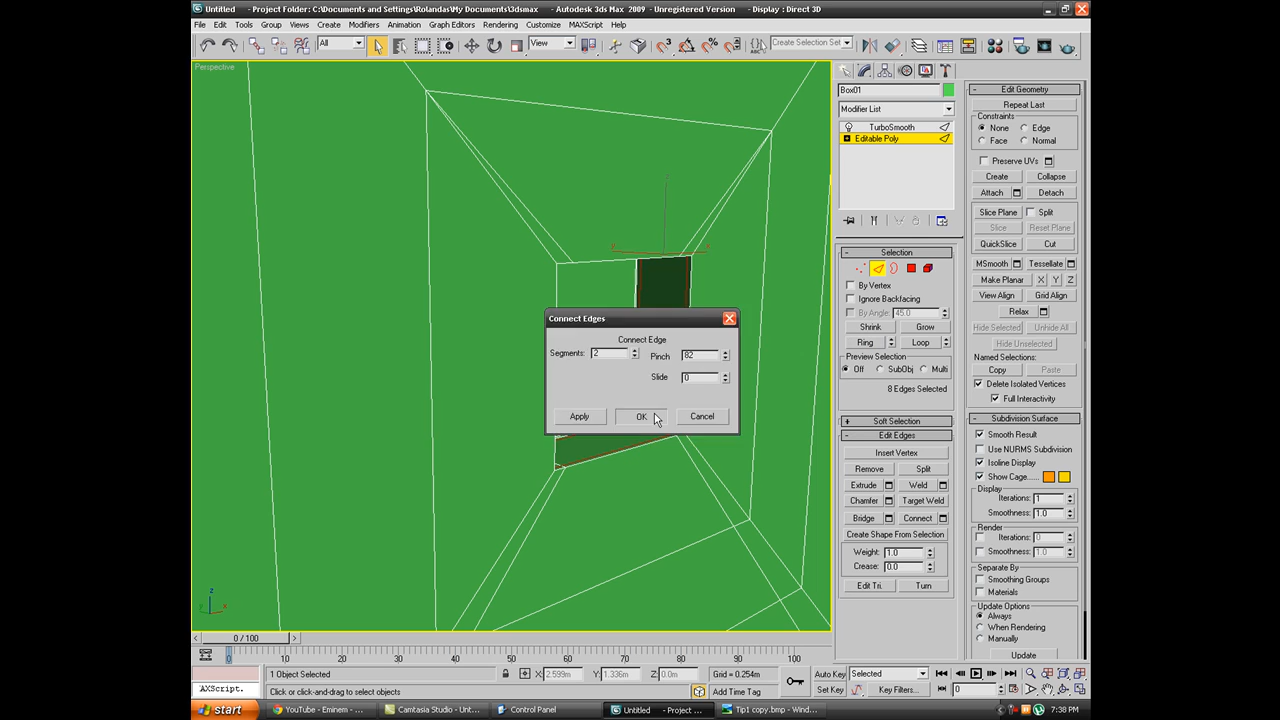 Untitled - Project Folder: C:\Documents and Settings\Rolandas\My Documents\3dsmax - Autodesk 3ds Max 2009 - Unregistered Version - Display : Direct 3D
File Edit Tools Group Views Create Modifiers Animation Graph Editors Rendering Customize MAXScript Help
All View Create Selection Set
Perspective
Box01
Modifier List
TurboSmooth
Editable Poly
Edit Geometry
Repeat Last
Constraints
None Edge
Face Normal
Preserve UVs
Create Collapse
Attach Detach
Slice Plane Split
Slice Reset Plane
QuickSlice Cut
MSmooth Tessellate
Make Planar X Y Z
View Align Grid Align
Relax
Hide Selected Unhide All
Hide Unselected
Named Selections:
Copy Paste
Delete Isolated Vertices
Full Interactivity
Selection
By Vertex
Ignore Backfacing
By Angle: 45.0
Shrink Grow
Ring Loop
Preview Selection
Off SubObj Multi
8 Edges Selected
Soft Selection
Edit Edges
Insert Vertex
Remove Split
Extrude Weld
Chamfer Target Weld
Bridge Connect
Create Shape From Selection
Weight: 1.0
Crease: 0.0
Edit Tri. Turn
Subdivision Surface
Smooth Result
Use NURMS Subdivision
Isoline Display
Show Cage......
Display
Iterations: 1
Smoothness: 1.0
Render
Iterations: 0
Smoothness: 1.0
Separate By
Smoothing Groups
Materials
Update Options
Always
When Rendering
Manually
Update
Connect Edges
Connect Edge
Segments: 2 Pinch 82
Slide 0
Apply OK Cancel
z
y x
0 / 100
0 10 20 30 40 50 60 70 80 90 100
1 Object Selected X: 2.599m Y: 1.336m Z: 0.0m Grid = 0.254m Auto Key Selected
'AXScript. Click or click-and-drag to select objects Add Time Tag Set Key Key Filters... 0
start YouTube - Eminem - ... Camtasia Studio - Unt... Control Panel Untitled - Project ... Tip1 copy.bmp - Wind... 7:38 PM